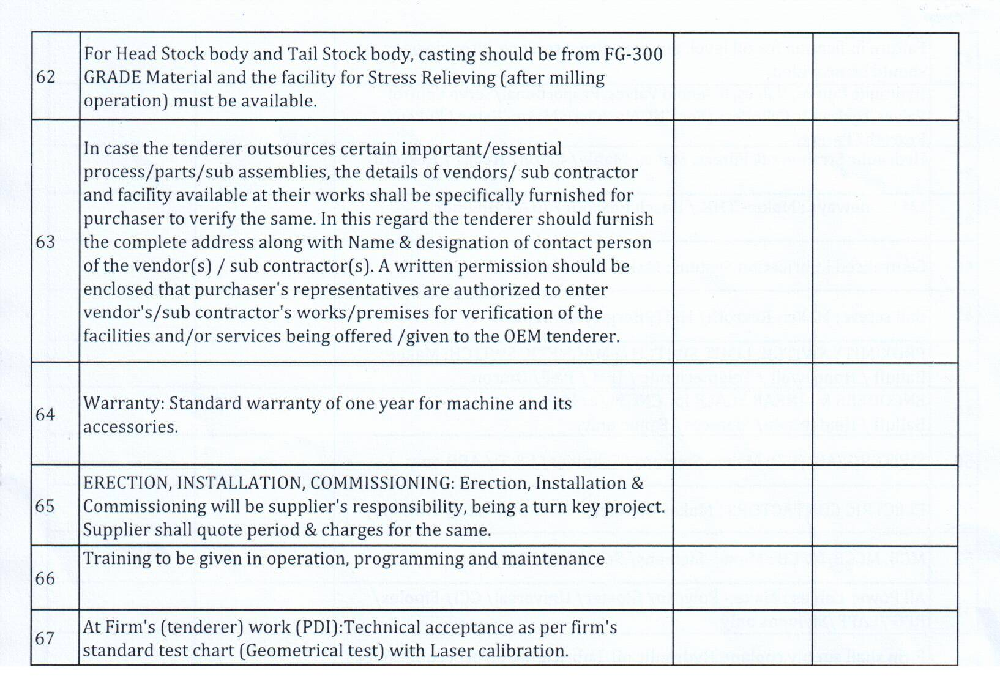 62
For Head Stock body and Tail Stock body, casting should be from FG-300
GRADE Material and the facility for Stress Relieving (after milling
operation) must be available.
63
In case the tenderer outsources certain important/essential
process/parts/sub assemblies, the details of vendors/ sub contractor
and facility available at their works shall be specifically furnished for
purchaser to verify the same. In this regard the tenderer should furnish
the complete address along with Name & designation of contact person
of the vendor(s) / sub contractor(s). A written permission should be
enclosed that purchaser's representatives are authorized to enter
vendor's/sub contractor's works/premises for verification of the
facilities and/or services being offered /given to the OEM tenderer.
64
Warranty: Standard warranty of one year for machine and its
accessories.
65
ERECTION, INSTALLATION, COMMISSIONING: Erection, Installation &
Commissioning will be supplier's responsibility, being a turn key project.
Supplier shall quote period & charges for the same.
66
Training to be given in operation, programming and maintenance
67
At Firm's (tenderer) work (PDI):Technical acceptance as per firm's
standard test chart (Geometrical test) with Laser calibration.